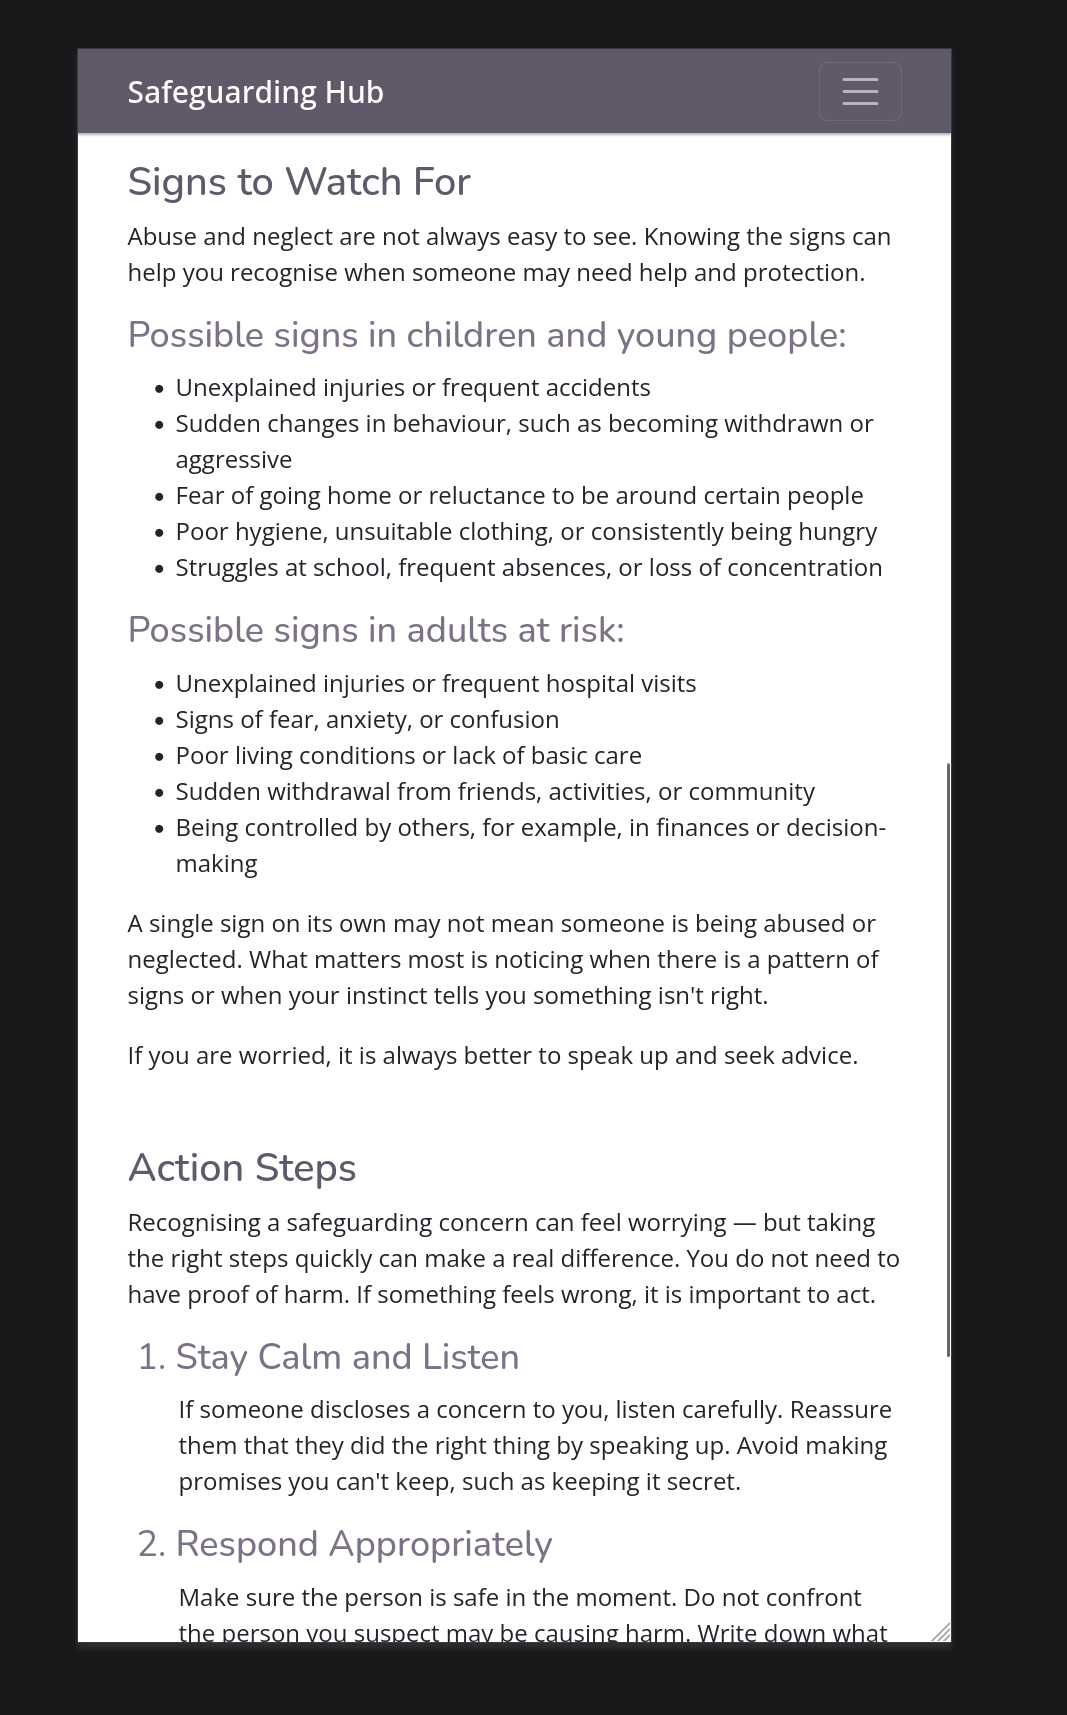 Safeguarding Hub
Signs to Watch For
Abuse and neglect are not always easy to see. Knowing the signs can
help you recognise when someone may need help and protection.
Possible signs in children and young people:
• Unexplained injuries or frequent accidents
• Sudden changes in behaviour, such as becoming withdrawn or
aggressive
• Fear of going home or reluctance to be around certain people
• Poor hygiene, unsuitable clothing, or consistently being hungry
• Struggles at school, frequent absences, or loss of concentration
Possible signs in adults at risk:
• Unexplained injuries or frequent hospital visits
• Signs of fear, anxiety, or confusion
• Poor living conditions or lack of basic care
• Sudden withdrawal from friends, activities, or community
• Being controlled by others, for example, in finances or decision-
making
A single sign on its own may not mean someone is being abused or
neglected. What matters most is noticing when there is a pattern of
signs or when your instinct tells you something isn't right.
If you are worried, it is always better to speak up and seek advice.
Action Steps
Recognising a safeguarding concern can feel worrying — but taking
the right steps quickly can make a real difference. You do not need to
have proof of harm. If something feels wrong, it is important to act.
1. Stay Calm and Listen
If someone discloses a concern to you, listen carefully. Reassure
them that they did the right thing by speaking up. Avoid making
promises you can't keep, such as keeping it secret.
2. Respond Appropriately
Make sure the person is safe in the moment. Do not confront
the person you suspect may be causing harm. Write down what